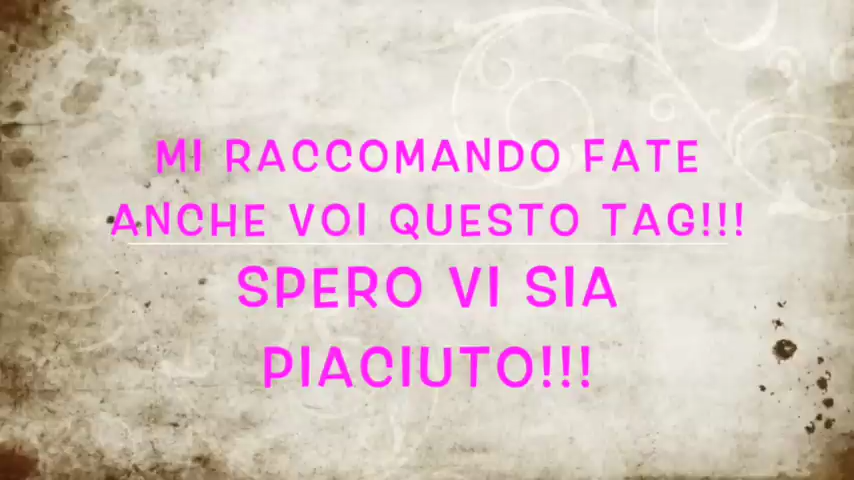 MI RACCOMANDO FATE
ANCHE VOI QUESTO TAG!!!
SPERO VI SIA
PIACIUTO!!!